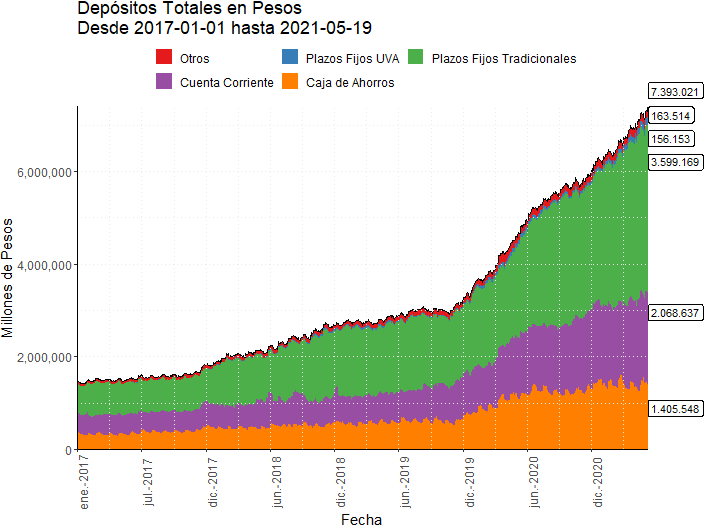 Depósitos Totales en Pesos
Desde 2017-01-01 hasta 2021-05-19
Otros Plazos Fijos UVA Plazos Fijos Tradicionales
Cuenta Corriente Caja de Ahorros
7.393.021
163.514
156.153
3.599.169
2.068.637
1.405.548
6,000,000
4,000,000
2,000,000
0
Millones de Pesos
ene.-2017
jul.-2017
dic.-2017
jun.-2018
dic.-2018
jun.-2019
dic.-2019
jun.-2020
dic.-2020
Fecha